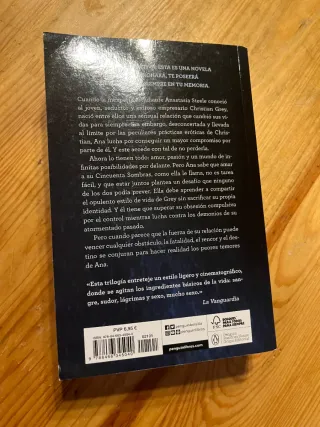 ESTA ES UNA NOVELA
TE POSEERÁ
SIEMPRE EN TU MEMORIA.
Cuando la Anastasia Steele conoció
al joven, seductor y exitoso empresario Christian Grey,
nació entre ellos una sensual relación que cambió sus vi-
das para siempre. Sin embargo, desconcertada y llevada
al límite por las peculiares prácticas eróticas de Chris-
tian, Ana lucha por conseguir un mayor compromiso por
parte de él. Y este accede con tal de no perderla.
Ahora lo tienen todo: amor, pasión y un mundo de in-
finitas posibilidades por delante. Pero Ana sabe que amar
a su Cincuenta Sombras, como ella le llama, no es tarea
fácil, y que estar juntos plantea un desafío que ninguno
de los dos podía prever. Ella debe aprender a compartir
el opulento estilo de vida de Grey sin sacrificar su propia
identidad. Y él tiene que superar su obsesión compulsiva
por el control mientras lucha contra los demonios de su
atormentado pasado.
Pero cuando parece que la fuerza de su relación puede
vencer cualquier obstáculo, la fatalidad, el rencor y el des-
tino se conjuran para hacer realidad los peores temores
de Ana.
«Esta trilogía entreteje un estilo ligero y cinematográfico,
donde se agitan los ingredientes básicos de la vida: san-
gre, sudor, lágrimas y sexo, mucho sexo.»
La Vanguardia
PVP 6,95 €
penguinlibros.com
FSC